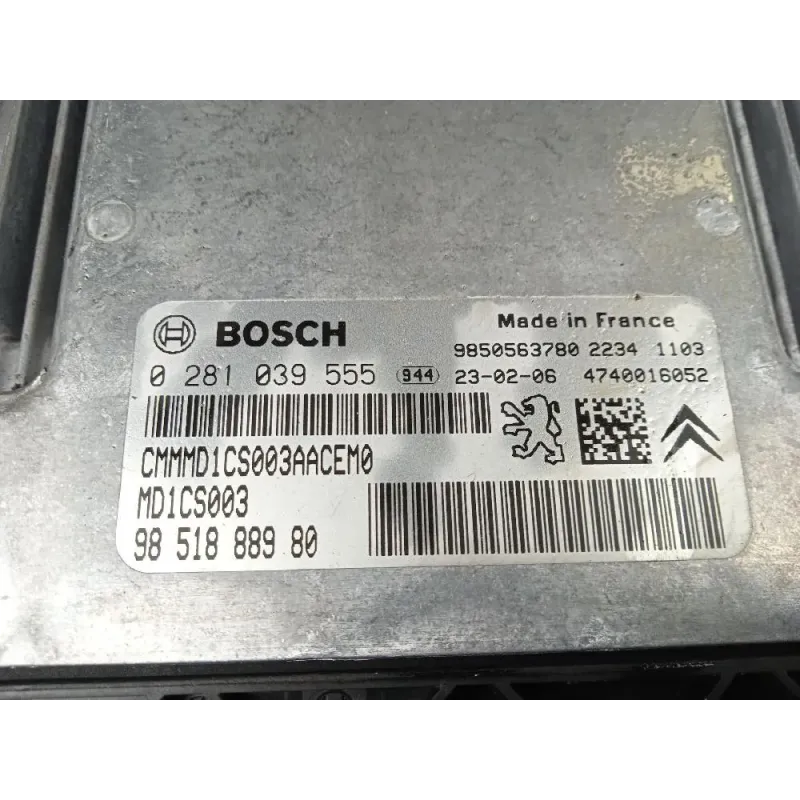 BOSCH
Made in France
9850563780 2234 1103
0 281 039 555 944 23-02-06 4740016052
CMMMD1CS003AACEM0
MD1CS003
98 518 889 80